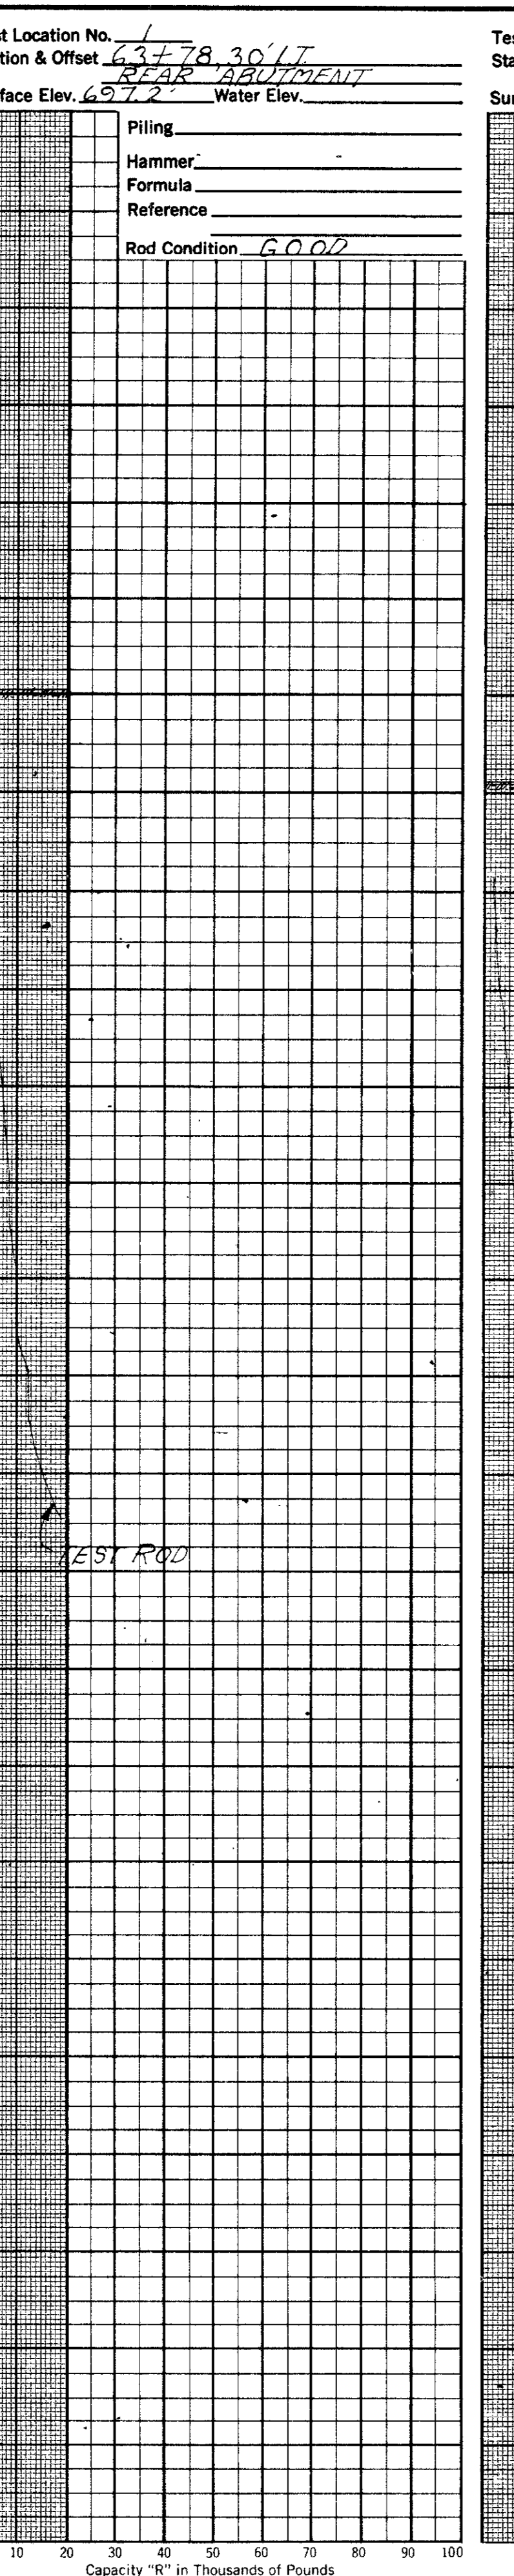 st Location No. 1
tion & Offset 63+78, 30' LT.
REAR ABUTMENT
face Elev. 697.2' Water Elev.
Piling
Hammer
Formula
Reference
Rod Condition GOOD
Tes
Sta
Sur
TEST ROD
10 20 30 40 50 60 70 80 90 100
Capacity "R" in Thousands of Pounds